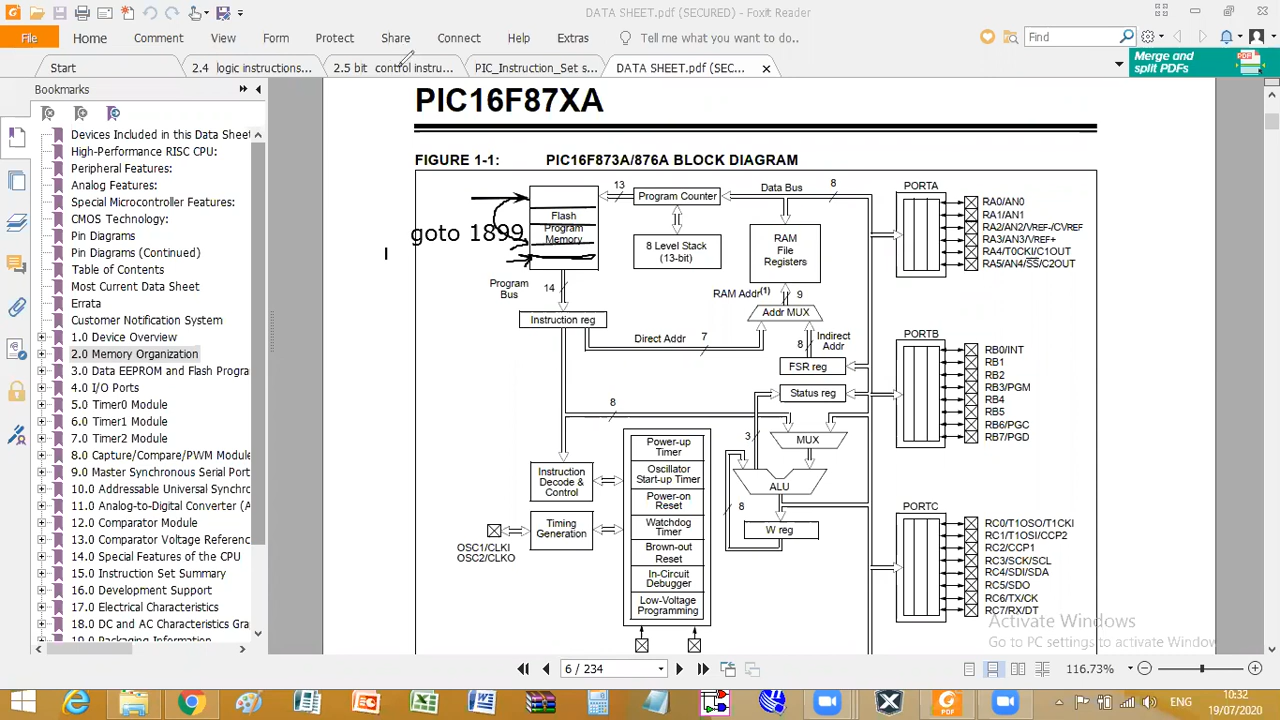 DATA SHEET.pdf (SECURED) - Foxit Reader
File Home Comment View Form Protect Share Connect Help Extras Tell me what you want to do.. Find
Start 2.4 logic instructions... 2.5 bit control instru... PIC_Instruction_Set s... DATA SHEET.pdf (SEC... Merge and split PDFs
Bookmarks
Devices Included in this Data Sheet
High-Performance RISC CPU:
Peripheral Features:
Analog Features:
Special Microcontroller Features:
CMOS Technology:
Pin Diagrams
Pin Diagrams (Continued)
Table of Contents
Most Current Data Sheet
Errata
Customer Notification System
1.0 Device Overview
2.0 Memory Organization
3.0 Data EEPROM and Flash Progra
4.0 I/O Ports
5.0 Timer0 Module
6.0 Timer1 Module
7.0 Timer2 Module
8.0 Capture/Compare/PWM Module
9.0 Master Synchronous Serial Port
10.0 Addressable Universal Synchro
11.0 Analog-to-Digital Converter (A
12.0 Comparator Module
13.0 Comparator Voltage Referenc
14.0 Special Features of the CPU
15.0 Instruction Set Summary
16.0 Development Support
17.0 Electrical Characteristics
18.0 DC and AC Characteristics Gra
19.0 Packaging Information
PIC16F87XA
FIGURE 1-1: PIC16F873A/876A BLOCK DIAGRAM
13
Program Counter
Data Bus
8
Flash
Program
Memory
goto 1899
8 Level Stack
(13-bit)
RAM
File
Registers
Program
Bus
14
RAM Addr(1)
9
Instruction reg
Addr MUX
Direct Addr
7
8
Indirect
Addr
FSR reg
Status reg
8
3
MUX
Power-up
Timer
Oscillator
Start-up Timer
Power-on
Reset
Watchdog
Timer
Brown-out
Reset
In-Circuit
Debugger
Low-Voltage
Programming
Instruction
Decode &
Control
ALU
8
W reg
Timing
Generation
OSC1/CLKI
OSC2/CLKO
PORTA
RA0/AN0
RA1/AN1
RA2/AN2/VREF-/CVREF
RA3/AN3/VREF+
RA4/T0CKI/C1OUT
RA5/AN4/SS/C2OUT
PORTB
RB0/INT
RB1
RB2
RB3/PGM
RB4
RB5
RB6/PGC
RB7/PGD
PORTC
RC0/T1OSO/T1CKI
RC1/T1OSI/CCP2
RC2/CCP1
RC3/SCK/SCL
RC4/SDI/SDA
RC5/SDO
RC6/TX/CK
RC7/RX/DT
Activate Windows
Go to PC settings to activate Window
6 / 234
116.73%
ENG
10:32
19/07/2020